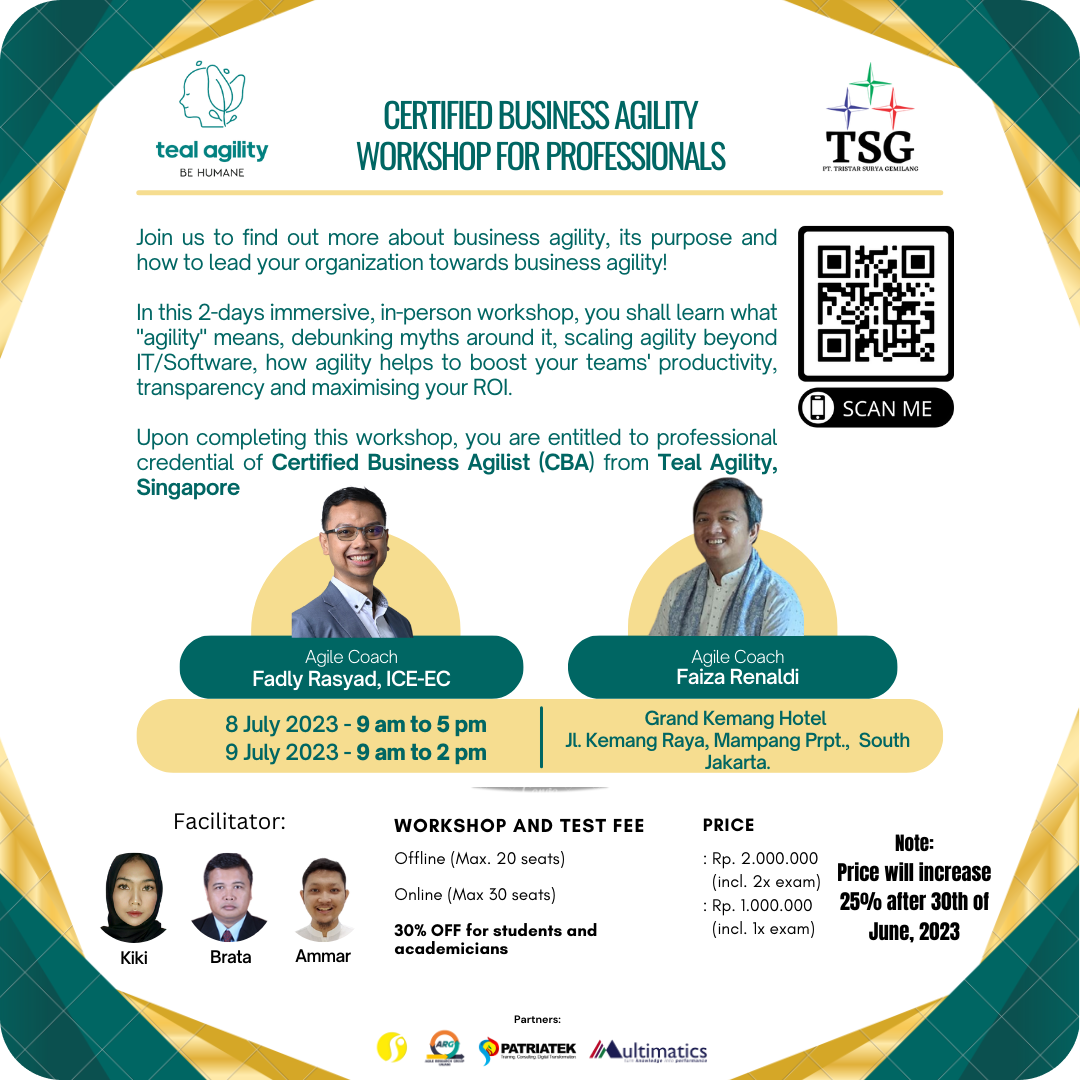 teal agility
BE HUMANE
CERTIFIED BUSINESS AGILITY
WORKSHOP FOR PROFESSIONALS
TSG
PT. TRISTAR SURYA GEMILANG
Join us to find out more about business agility, its purpose and
how to lead your organization towards business agility!
In this 2-days immersive, in-person workshop, you shall learn what
"agility" means, debunking myths around it, scaling agility beyond
IT/Software, how agility helps to boost your teams' productivity,
transparency and maximising your ROI.
Upon completing this workshop, you are entitled to professional
credential of Certified Business Agilist (CBA) from Teal Agility,
Singapore
SCAN ME
Agile Coach
Fadly Rasyad, ICE-EC
Agile Coach
Faiza Renaldi
8 July 2023 - 9 am to 5 pm
9 July 2023 - 9 am to 2 pm
Grand Kemang Hotel
Jl. Kemang Raya, Mampang Prpt., South
Jakarta.
Facilitator:
Kiki
Brata
Ammar
WORKSHOP AND TEST FEE
Offline (Max. 20 seats)
Online (Max 30 seats)
30% OFF for students and
academicians
PRICE
: Rp. 2.000.000
(incl. 2x exam)
: Rp. 1.000.000
(incl. 1x exam)
Note:
Price will increase
25% after 30th of
June, 2023
Partners:
ARG
PATRIATEK
Training Consulting Digital Transformation
Multimatics